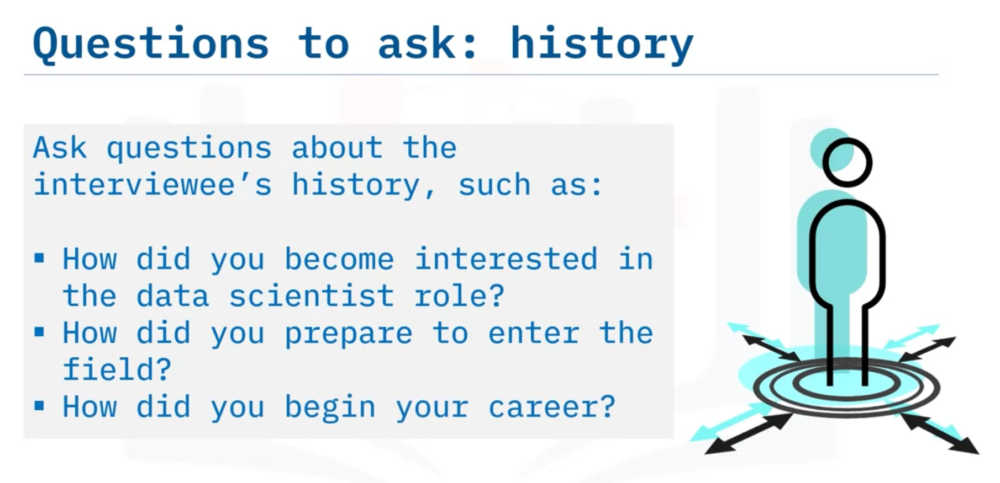 Questions to ask: history
Ask questions about the
interviewee’s history, such as:
▪ How did you become interested in
the data scientist role?
▪ How did you prepare to enter the
field?
▪ How did you begin your career?